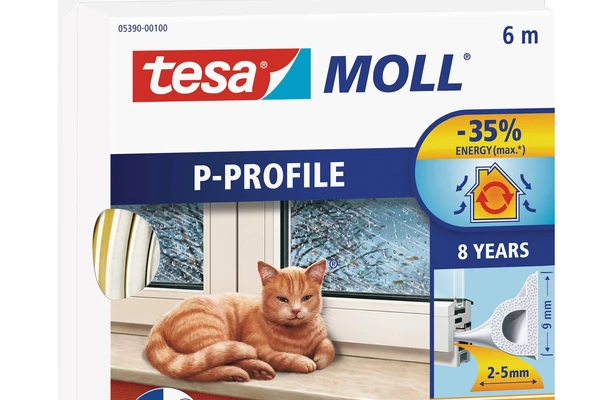 05390-00100
6 m
tesa® MOLL®
-35%
ENERGY (max.*)
P-PROFILE
8 YEARS
®
9 mm
2-5mm